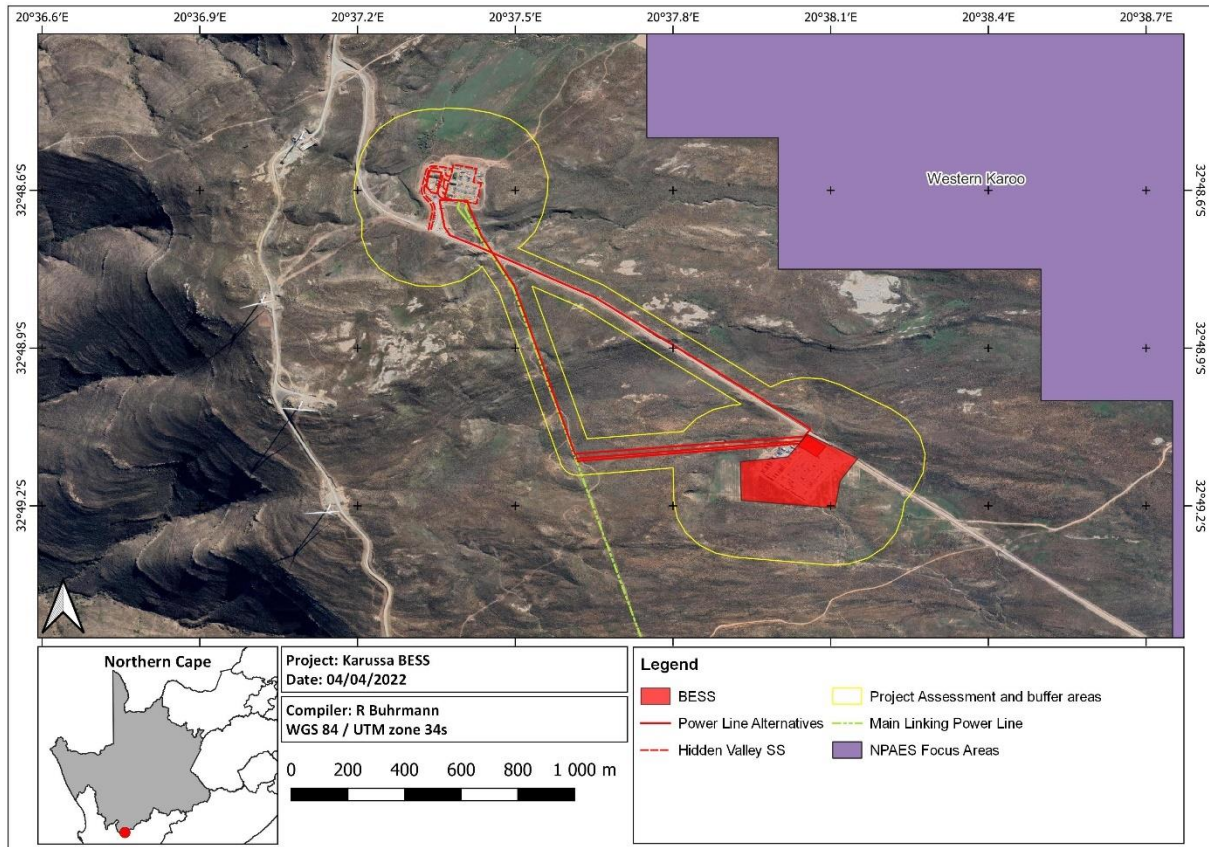 20°36.6'E 20°36.9'E 20°37.2'E 20°37.5'E 20°37.8'E 20°38.1'E 20°38.4'E 20°38.7'E
Western Karoo
32°48.6'S 32°48.6'S
32°48.9'S 32°48.9'S
32°49.2'S 32°49.2'S
Northern Cape
Project: Karussa BESS
Date: 04/04/2022
Compiler: R Buhrmann
WGS 84 / UTM zone 34s
0 200 400 600 800 1 000 m
Legend
BESS
Power Line Alternatives
Hidden Valley SS
Project Assessment and buffer areas
Main Linking Power Line
NPAES Focus Areas